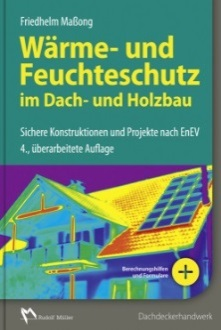 Friedhelm Maßong
Wärme- und
Feuchteschutz
im Dach- und Holzbau
Sichere Konstruktionen und Projekte nach EnEV
4., überarbeitete Auflage
Berechnungshilfen
und Formulare
+
Rudolf Müller
Dachdeckerhandwerk